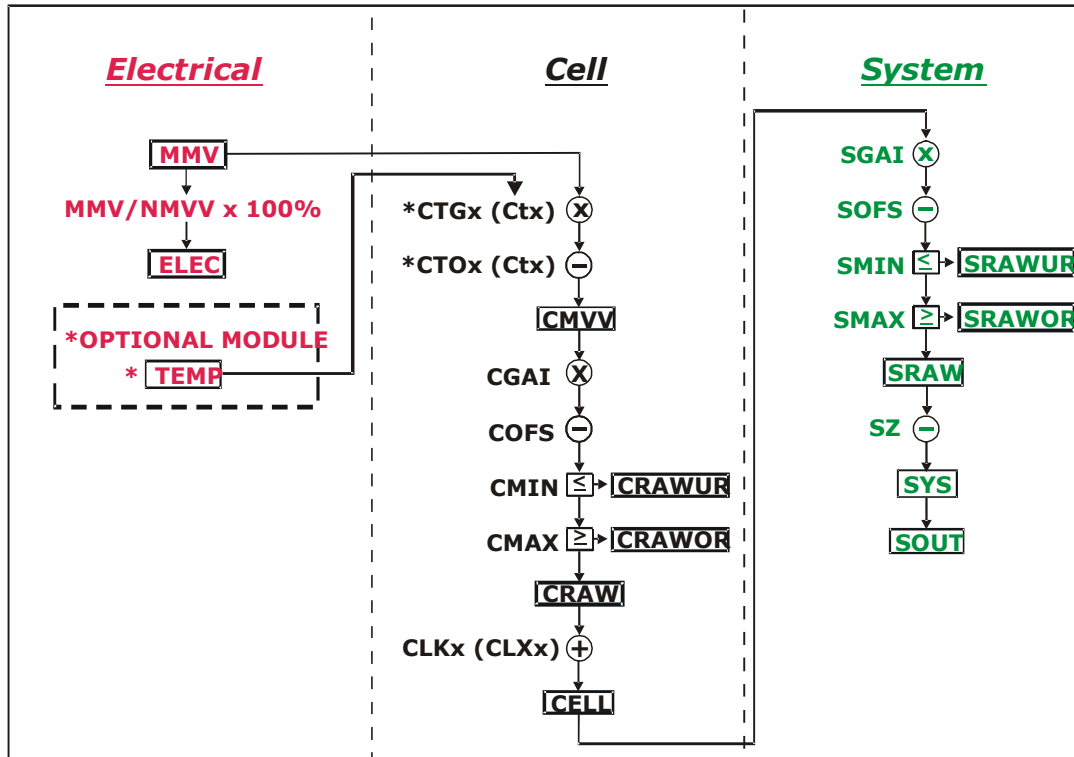 Electrical
MMV
MMV/NMVV x 100%
ELEC
*OPTIONAL MODULE
* TEMP
Cell
*CTGx (Ctx) x
*CTOx (Ctx) −
CMVV
CGAI X
COFS −
CMIN ≤ CRAWUR
CMAX ≥ CRAWOR
CRAW
CLKx (CLXx) +
CELL
System
SGAI x
SOFS −
SMIN ≤ SRAWUR
SMAX ≥ SRAWOR
SRAW
SZ −
SYS
SOUT